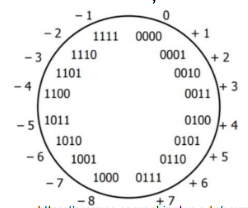 - 1 0
- 2 1111 0000 + 1
- 3 1110 0001 + 2
1101 0010
- 4 1100 0011 + 3
- 5 1011 0100 + 4
1010 0101
- 6 1001 0110 + 5
- 7 1000 0111 + 6
- 8 + 7